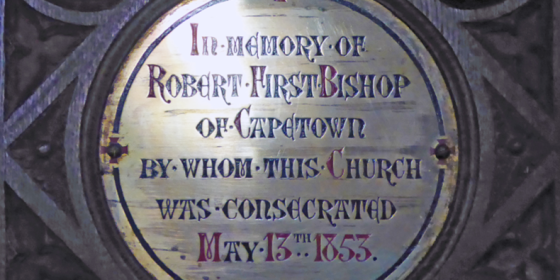 In·memory·of
Robert·First·Bishop
of·Capetown
by·whom·this·Church
was·consecrated
May·13TH·1853.